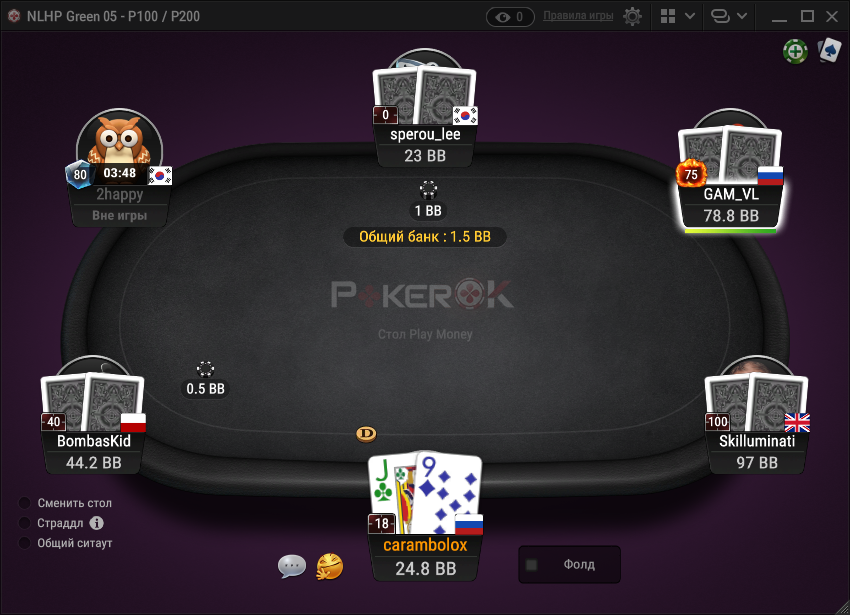 NLHP Green 05 - P100 / P200
0
Правила игры
0
sperou_lee
23 BB
80
03:48
2happy
Вне игры
75
GAM_VL
78.8 BB
1 BB
Общий банк : 1.5 BB
POKEROK
Стол Play Money
0.5 BB
40
BombasKid
44.2 BB
100
Skilluminati
97 BB
D
J
9
18
carambolox
24.8 BB
Сменить стол
Страддл i
Общий ситаут
Фолд